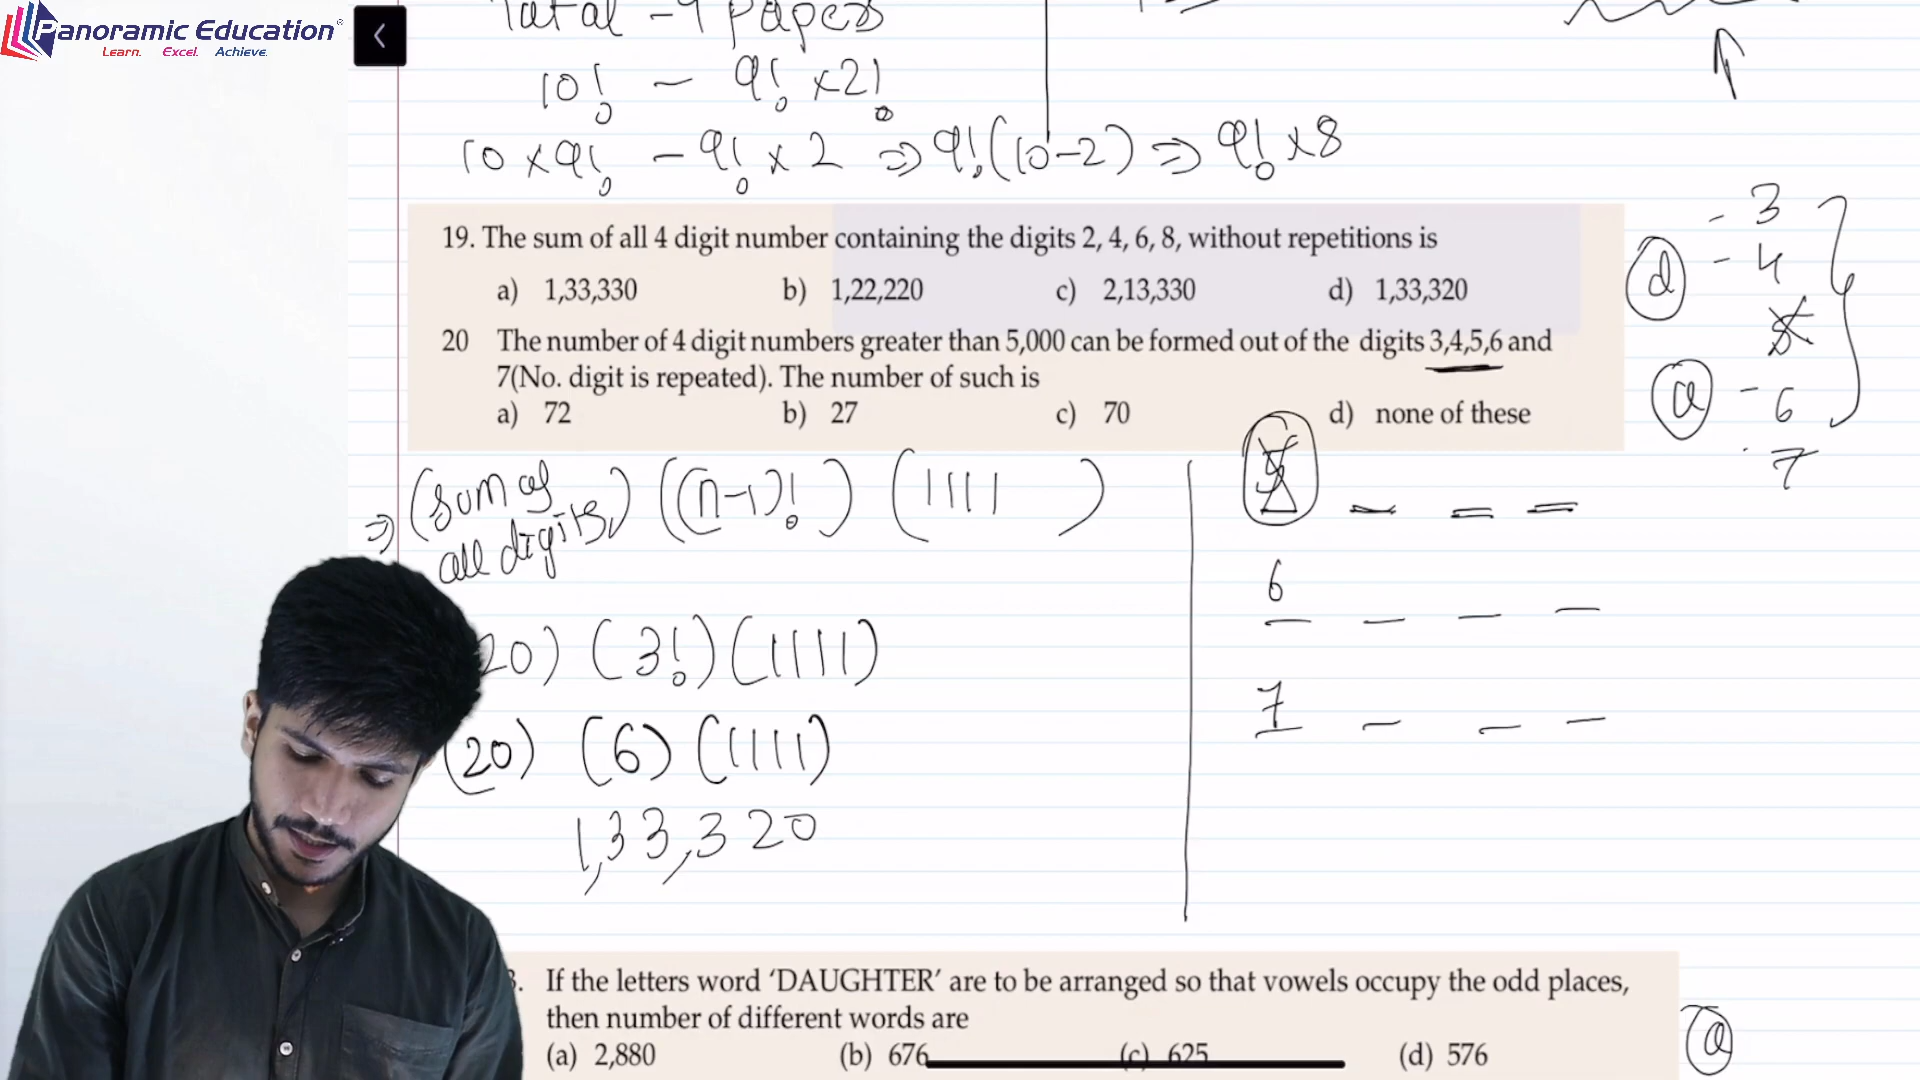 Panoramic Education®
Learn. Excel. Achieve.
Total - 9 Papers
10! - 9! × 2!
10 × 9! - 9! × 2 ⇒ 9!(10-2) ⇒ 9! × 8
19. The sum of all 4 digit number containing the digits 2, 4, 6, 8, without repetitions is
a) 1,33,330 b) 1,22,220 c) 2,13,330 d) 1,33,320
d
20 The number of 4 digit numbers greater than 5,000 can be formed out of the digits 3,4,5,6 and
7(No. digit is repeated). The number of such is
a) 72 b) 27 c) 70 d) none of these
a
- 3
- 4
5
- 6
7
⇒ (Sum of all digits) ((n-1)!) (1111 )
20) (3!) (1111)
(20) (6) (1111)
1,33,320
6
7
. If the letters word ‘DAUGHTER’ are to be arranged so that vowels occupy the odd places,
then number of different words are
(a) 2,880 (b) 676 (c) 625 (d) 576
a